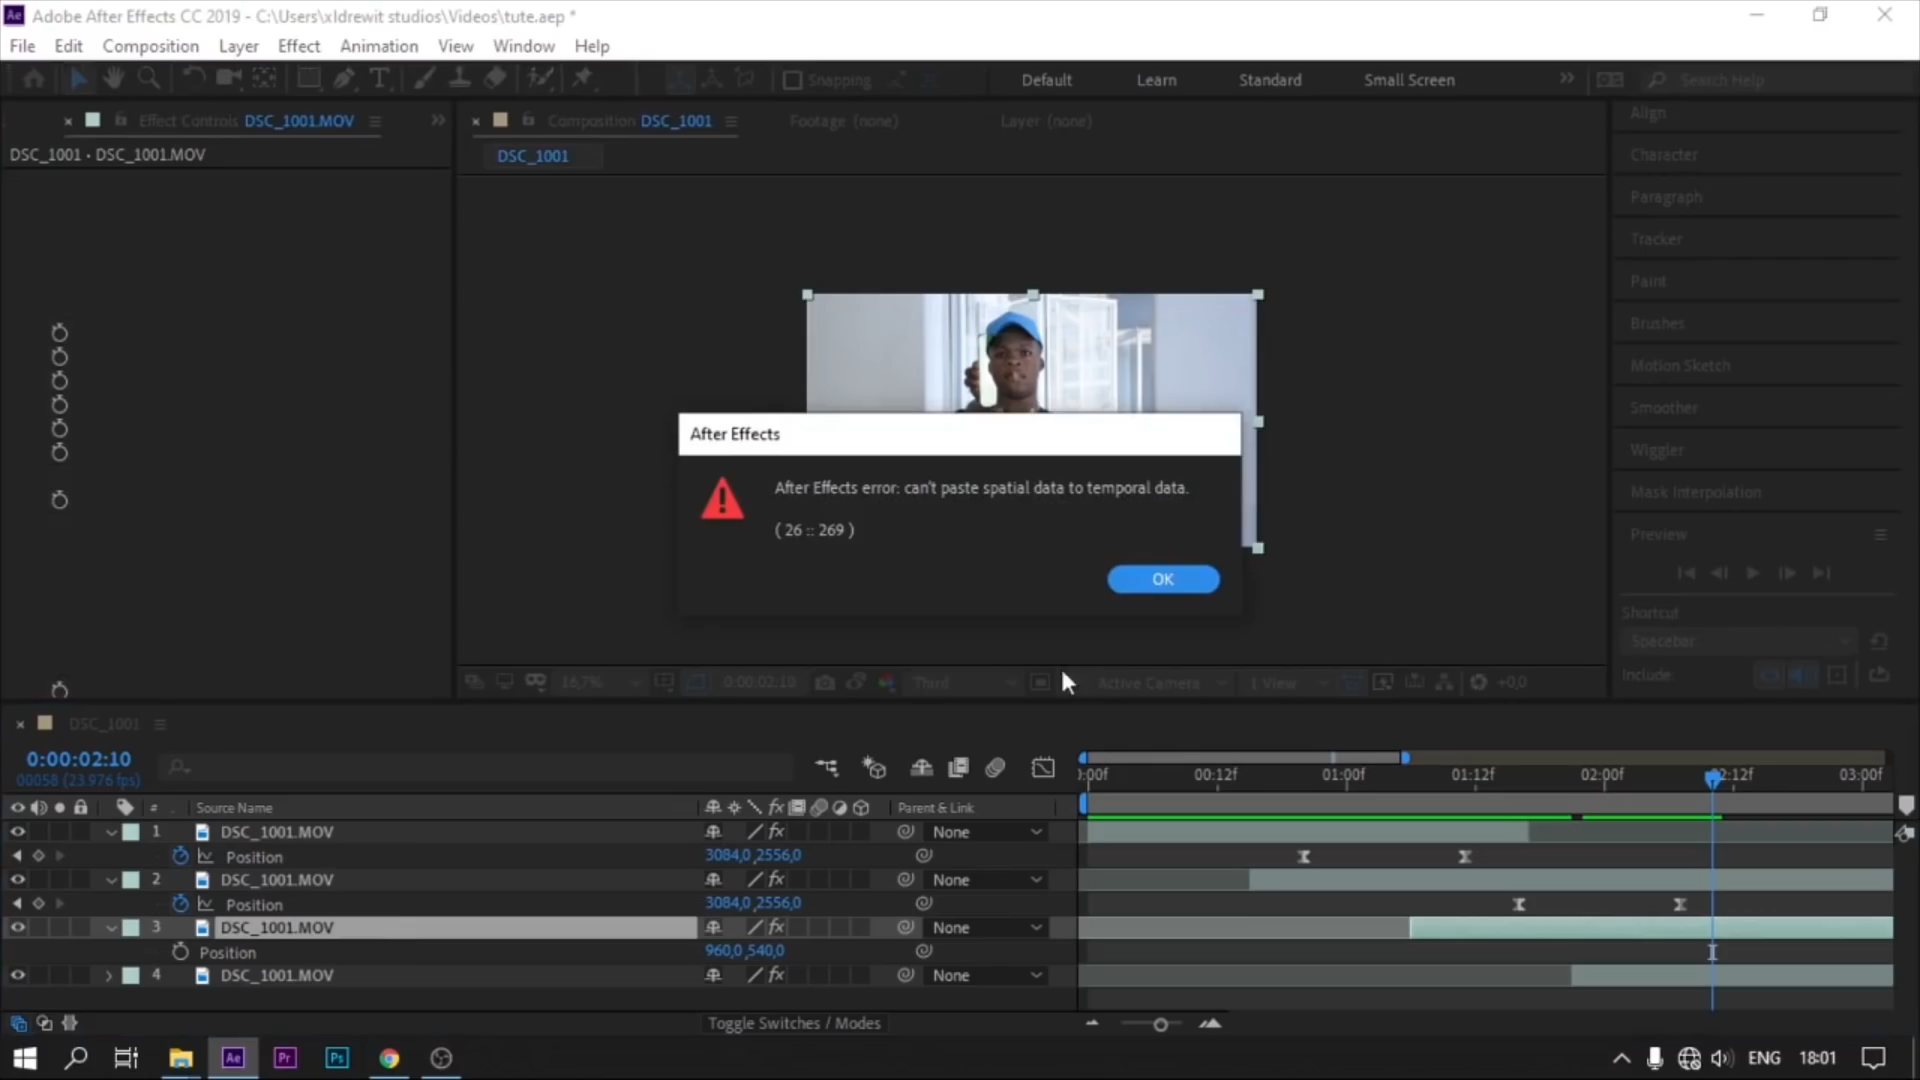 Ae Adobe After Effects CC 2019 - C:\Users\xIdrewit studios\Videos\tute.aep *
File Edit Composition Layer Effect Animation View Window Help
Snapping Default Learn Standard Small Screen Search Help
Effect Controls DSC_1001.MOV
Composition DSC_1001 Footage (none) Layer (none)
DSC_1001 • DSC_1001.MOV
DSC_1001
Align
Character
Paragraph
Tracker
Paint
Brushes
Motion Sketch
Smoother
Wiggler
Mask Interpolation
Preview
Shortcut
Spacebar
Include
After Effects
After Effects error: can't paste spatial data to temporal data.
( 26 :: 269 )
OK
16,7% 0:00:02:10 Third Active Camera 1 View +0,0
DSC_1001
0:00:02:10
00058 (23.976 fps)
):00f 00:12f 01:00f 01:12f 02:00f 02:12f 03:00f
# Source Name fx Parent & Link
1 DSC_1001.MOV fx None
Position 3084,0,2556,0
2 DSC_1001.MOV fx None
Position 3084,0,2556,0
3 DSC_1001.MOV fx None
Position 960,0,540,0
4 DSC_1001.MOV fx None
Toggle Switches / Modes
Ae Pr Ps ENG 18:01